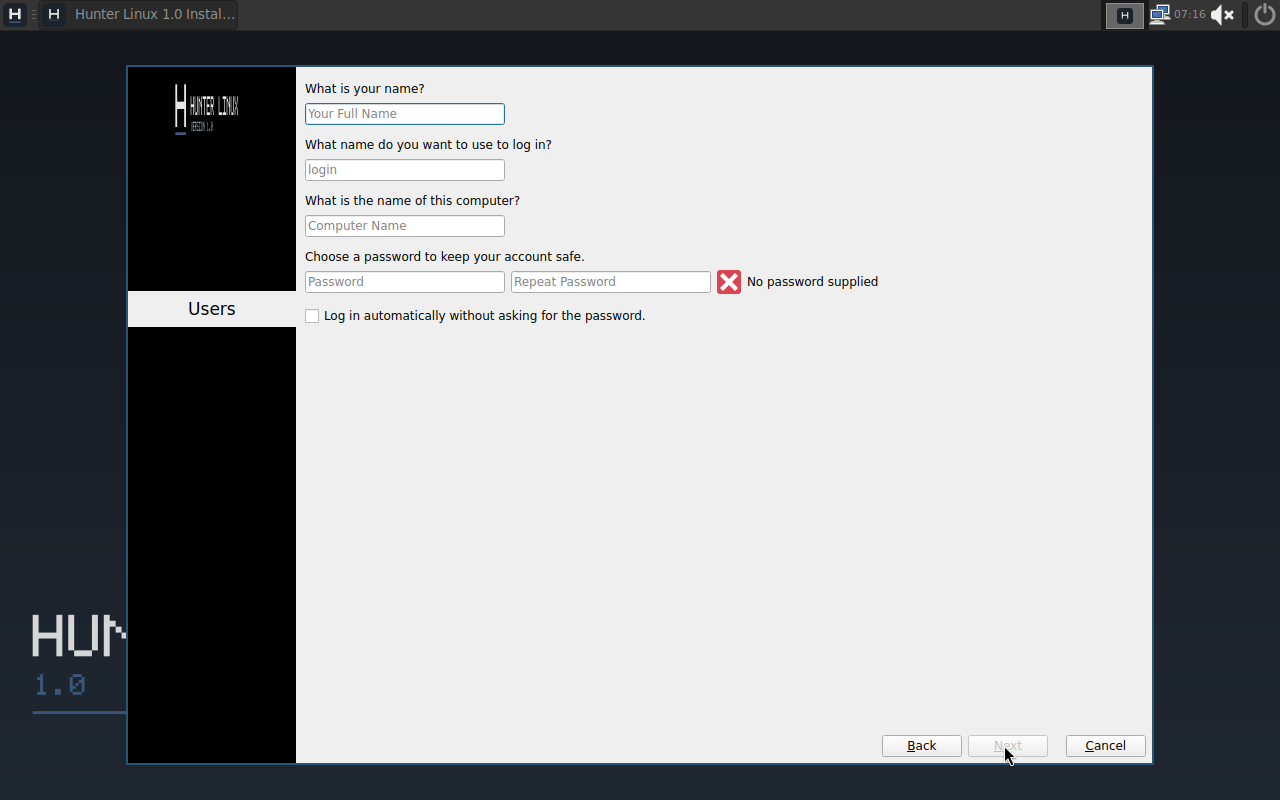 H
H Hunter Linux 1.0 Instal...
H
07:16
H HUNTER LINUX
VERSION 1.0
What is your name?
Your Full Name
What name do you want to use to log in?
login
What is the name of this computer?
Computer Name
Choose a password to keep your account safe.
Password Repeat Password No password supplied
Users
Log in automatically without asking for the password.
HUN
1.0
Back Next Cancel